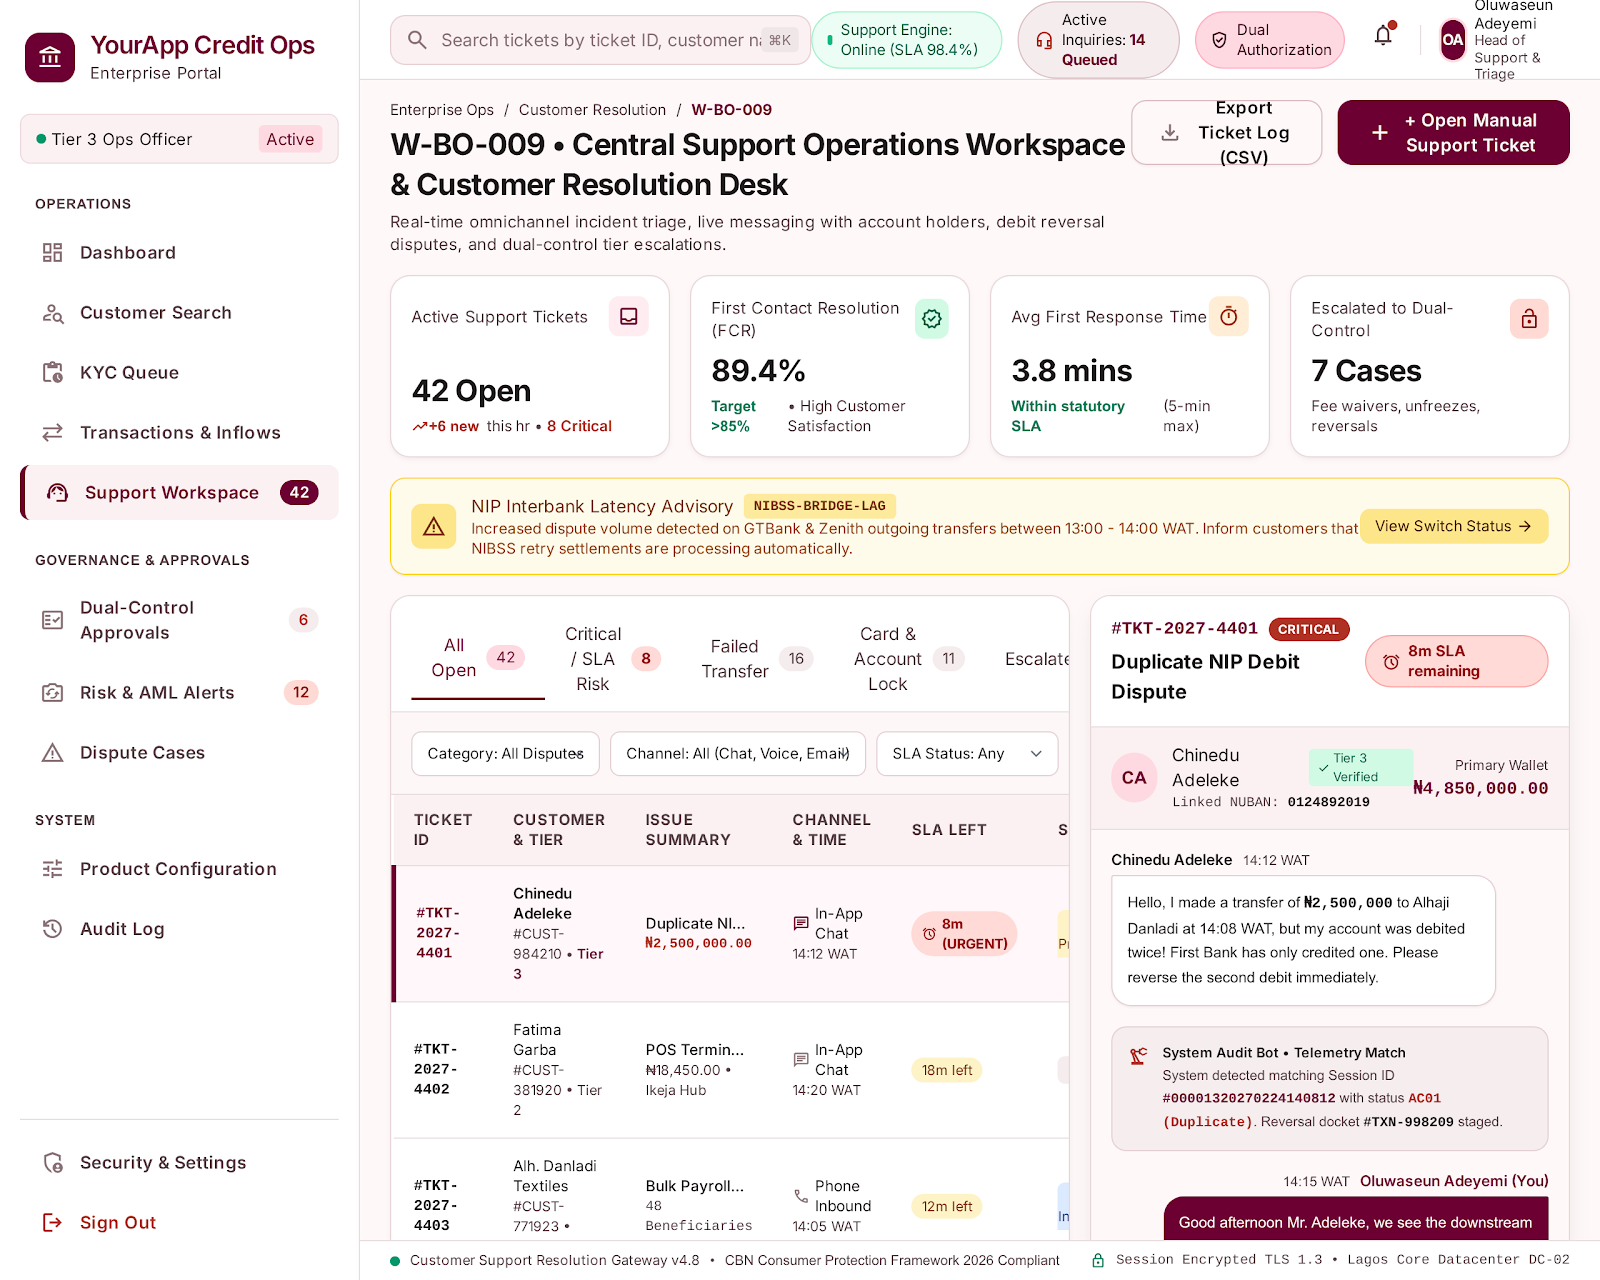 YourApp Credit Ops
Enterprise Portal
Tier 3 Ops Officer
Active
OPERATIONS
Dashboard
Customer Search
KYC Queue
Transactions & Inflows
Support Workspace
42
GOVERNANCE & APPROVALS
Dual-Control
Approvals
6
Risk & AML Alerts
12
Dispute Cases
SYSTEM
Product Configuration
Audit Log
Security & Settings
Sign Out
Search tickets by ticket ID, customer na
⌘K
Support Engine:
Online (SLA 98.4%)
Active
Inquiries: 14
Queued
Dual
Authorization
OA
Oluwaseun
Adeyemi
Head of
Support &
Triage
Enterprise Ops / Customer Resolution / W-BO-009
W-BO-009 • Central Support Operations Workspace
& Customer Resolution Desk
Real-time omnichannel incident triage, live messaging with account holders, debit reversal
disputes, and dual-control tier escalations.
Export
Ticket Log
(CSV)
+ Open Manual
Support Ticket
Active Support Tickets
42 Open
+6 new this hr • 8 Critical
First Contact Resolution
(FCR)
89.4%
Target
>85%
• High Customer
Satisfaction
Avg First Response Time
3.8 mins
Within statutory
SLA
(5-min
max)
Escalated to Dual-
Control
7 Cases
Fee waivers, unfreezes,
reversals
NIP Interbank Latency Advisory
NIBSS-BRIDGE-LAG
Increased dispute volume detected on GTBank & Zenith outgoing transfers between 13:00 - 14:00 WAT. Inform customers that
NIBSS retry settlements are processing automatically.
View Switch Status →
All
Open
42
Critical
/ SLA
Risk
8
Failed
Transfer
16
Card &
Account
Lock
11
Escalate
Category: All Disputes
Channel: All (Chat, Voice, Email)
SLA Status: Any
TICKET
ID
CUSTOMER
& TIER
ISSUE
SUMMARY
CHANNEL
& TIME
SLA LEFT
S
#TKT-
2027-
4401
Chinedu
Adeleke
#CUST-
984210 • Tier
3
Duplicate NI...
₦2,500,000.00
In-App
Chat
14:12 WAT
8m
(URGENT)
Pr
#TKT-
2027-
4402
Fatima
Garba
#CUST-
381920 • Tier
2
POS Termin...
₦18,450.00 •
Ikeja Hub
In-App
Chat
14:20 WAT
18m left
#TKT-
2027-
4403
Alh. Danladi
Textiles
#CUST-
771923 •
Bulk Payroll...
48
Beneficiaries
Phone
Inbound
14:05 WAT
12m left
In
#TKT-2027-4401
CRITICAL
Duplicate NIP Debit
Dispute
8m SLA
remaining
CA
Chinedu
Adeleke
Tier 3
Verified
Linked NUBAN: 0124892019
Primary Wallet
₦4,850,000.00
Chinedu Adeleke 14:12 WAT
Hello, I made a transfer of ₦2,500,000 to Alhaji
Danladi at 14:08 WAT, but my account was debited
twice! First Bank has only credited one. Please
reverse the second debit immediately.
System Audit Bot • Telemetry Match
System detected matching Session ID
#00001320270224140812 with status AC01
(Duplicate). Reversal docket #TXN-998209 staged.
14:15 WAT Oluwaseun Adeyemi (You)
Good afternoon Mr. Adeleke, we see the downstream
Customer Support Resolution Gateway v4.8 • CBN Consumer Protection Framework 2026 Compliant
Session Encrypted TLS 1.3 • Lagos Core Datacenter DC-02